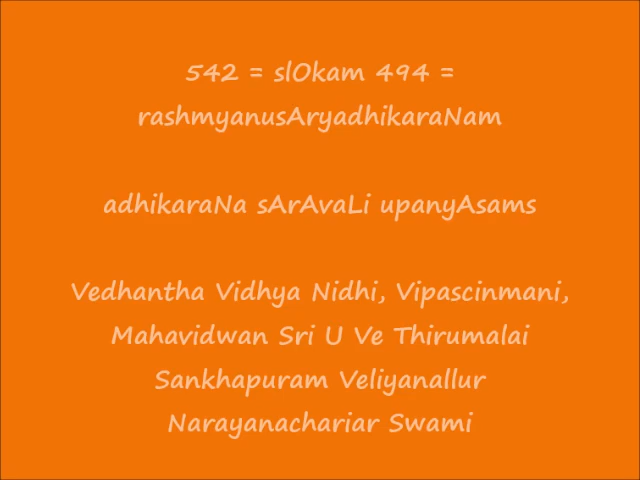 542 = slOkam 494 =
rashmyanusAryadhikaraNam
adhikaraNa sArAvaLi upanyAsams
Vedhantha Vidhya Nidhi, Vipascinmani,
Mahavidwan Sri U Ve Thirumalai
Sankhapuram Veliyanallur
Narayanachariar Swami